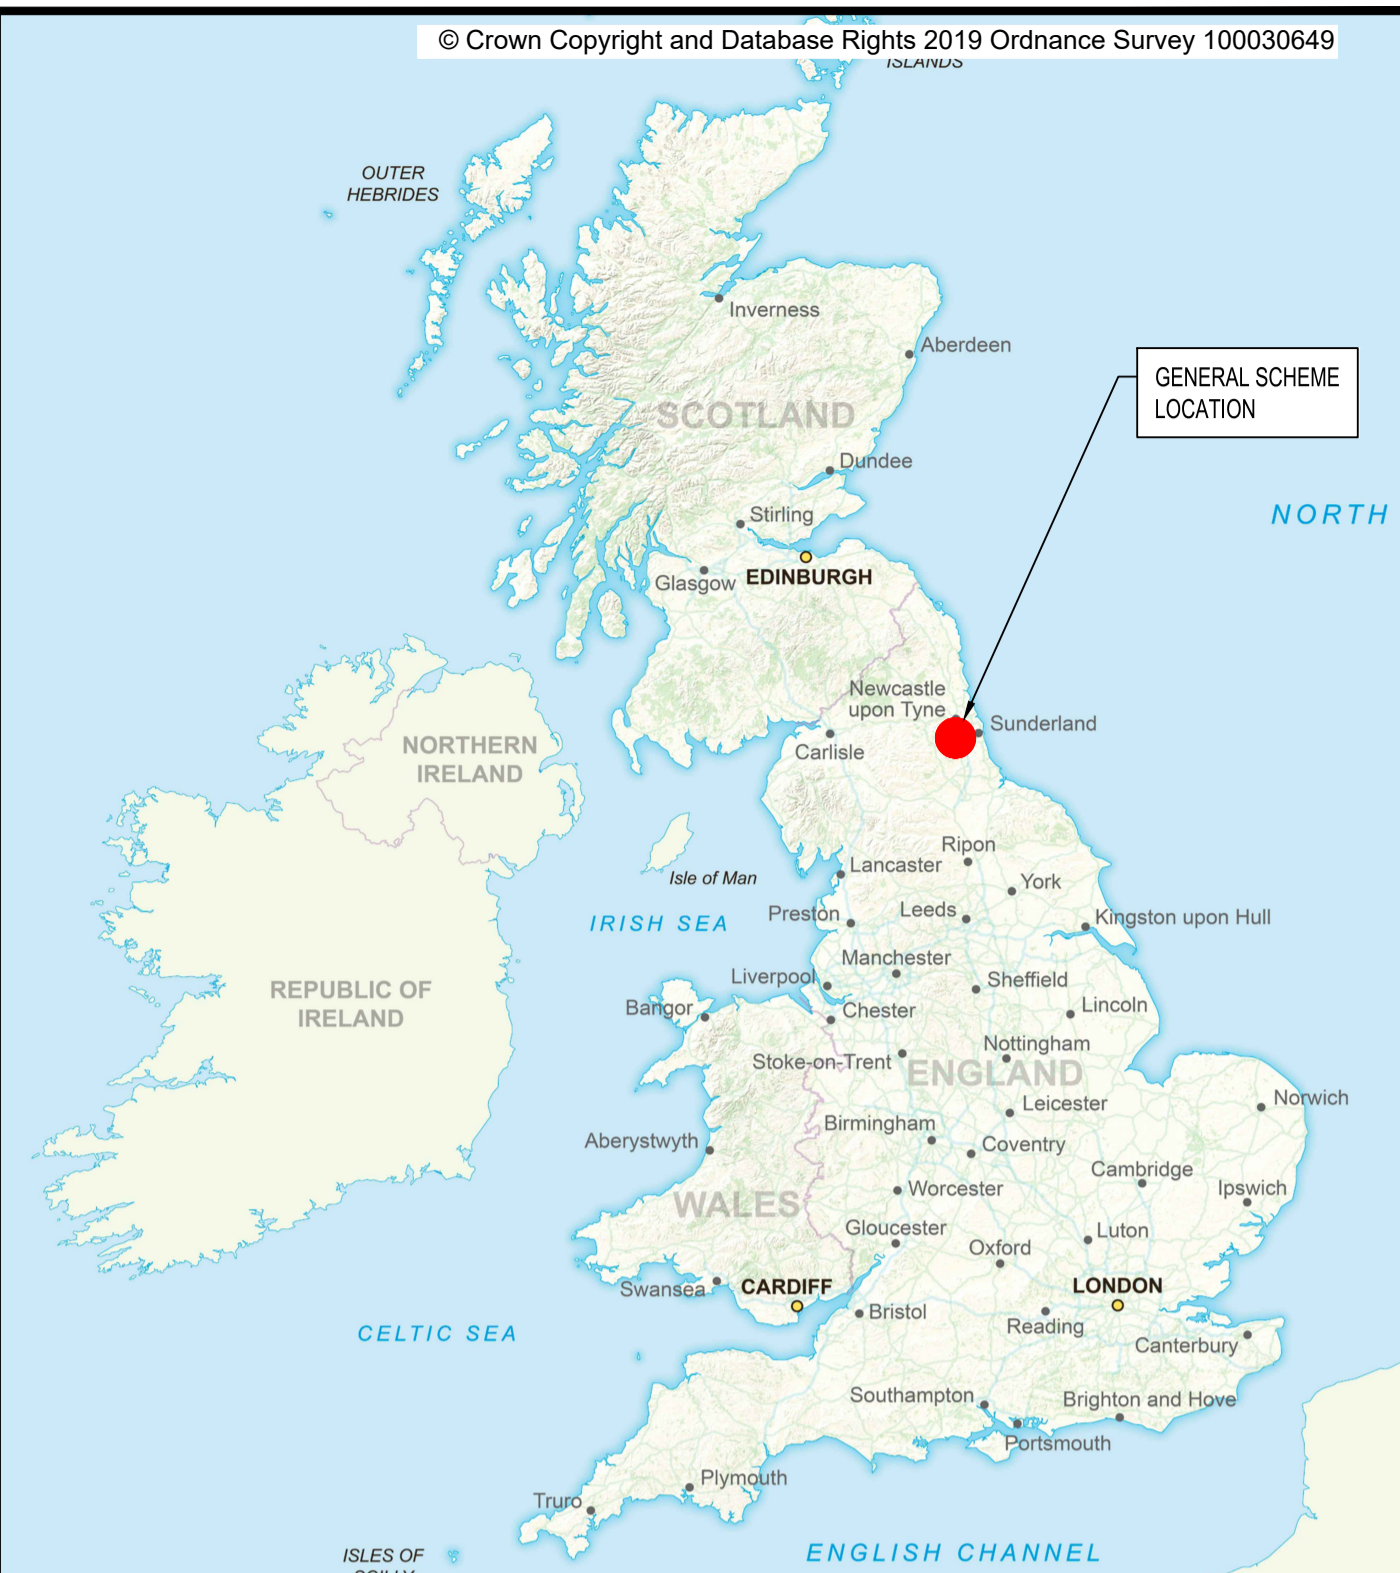 © Crown Copyright and Database Rights 2019 Ordnance Survey 100030649
ISLANDS
OUTER
HEBRIDES
Inverness
Aberdeen
GENERAL SCHEME
LOCATION
SCOTLAND
Dundee
Stirling
NORTH
Glasgow
EDINBURGH
Newcastle
upon Tyne
Sunderland
Carlisle
NORTHERN
IRELAND
Ripon
Lancaster
Isle of Man
York
IRISH SEA
Preston
Leeds
Kingston upon Hull
Manchester
Liverpool
Sheffield
REPUBLIC OF
IRELAND
Bangor
Chester
Lincoln
Nottingham
Stoke-on-Trent
ENGLAND
Norwich
Leicester
Birmingham
Aberystwyth
Coventry
Cambridge
Worcester
Ipswich
WALES
Gloucester
Luton
Oxford
Swansea
CARDIFF
LONDON
Bristol
Reading
CELTIC SEA
Canterbury
Southampton
Brighton and Hove
Portsmouth
Plymouth
Truro
ISLES OF
ENGLISH CHANNEL